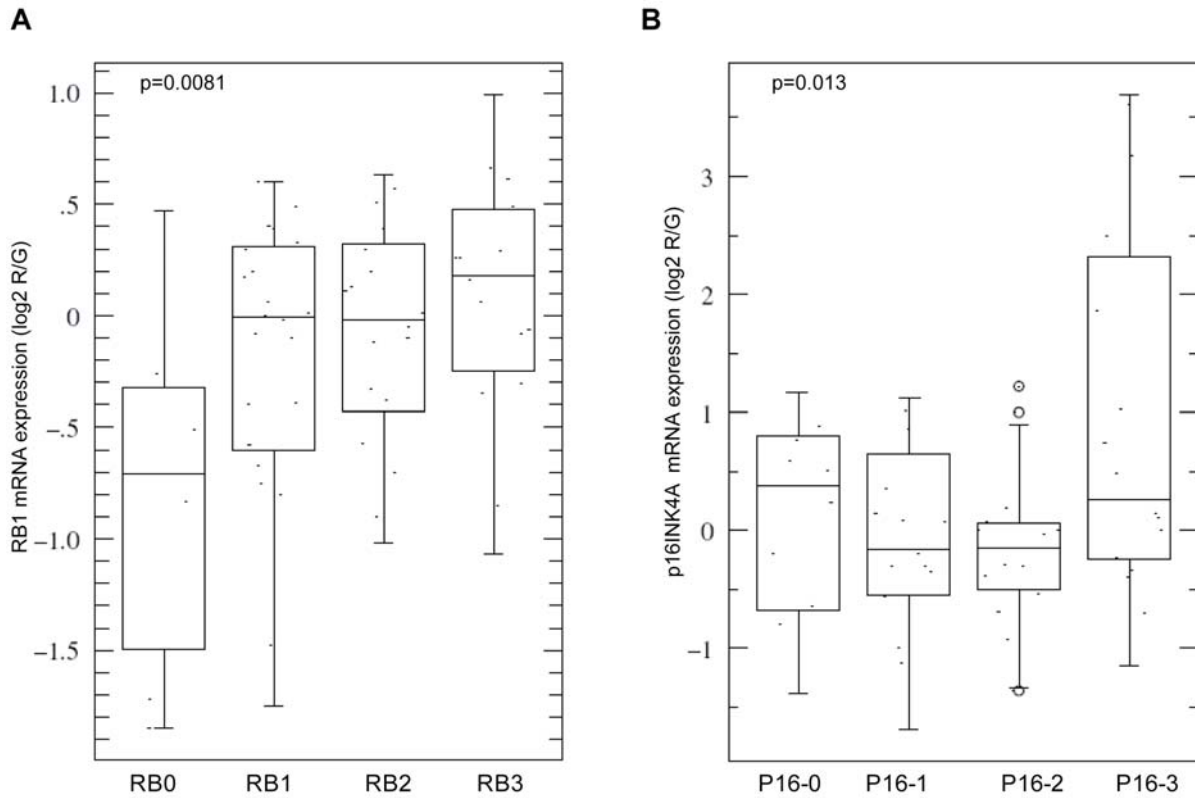 A
p=0.0081
RB1 mRNA expression (log2 R/G)
1.0
.5
0
-.5
-1.0
-1.5
RB0 RB1 RB2 RB3
B
p=0.013
p16INK4A mRNA expression (log2 R/G)
3
2
1
0
-1
P16-0 P16-1 P16-2 P16-3